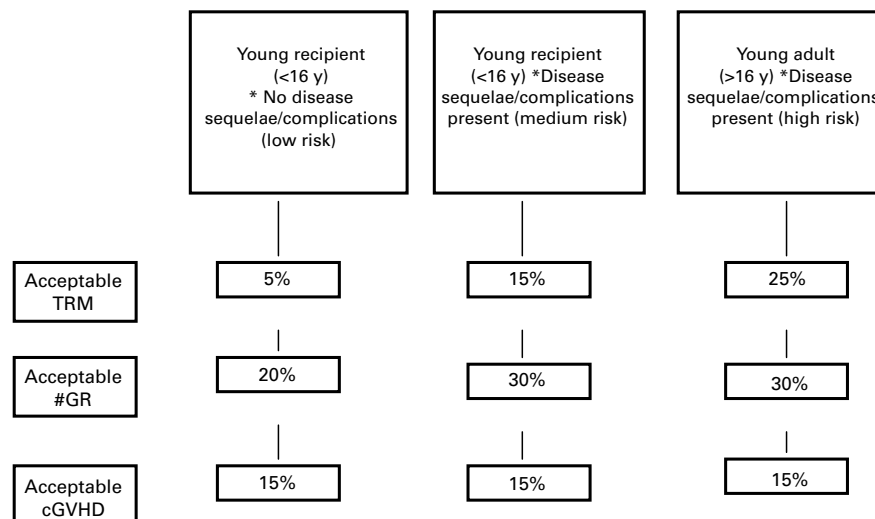 Young recipient
(<16 y)
* No disease
sequelae/complications
(low risk)
Young recipient
(<16 y) *Disease
sequelae/complications
present (medium risk)
Young adult
(>16 y) *Disease
sequelae/complications
present (high risk)
Acceptable
TRM
5%
15%
25%
Acceptable
#GR
20%
30%
30%
Acceptable
cGVHD
15%
15%
15%